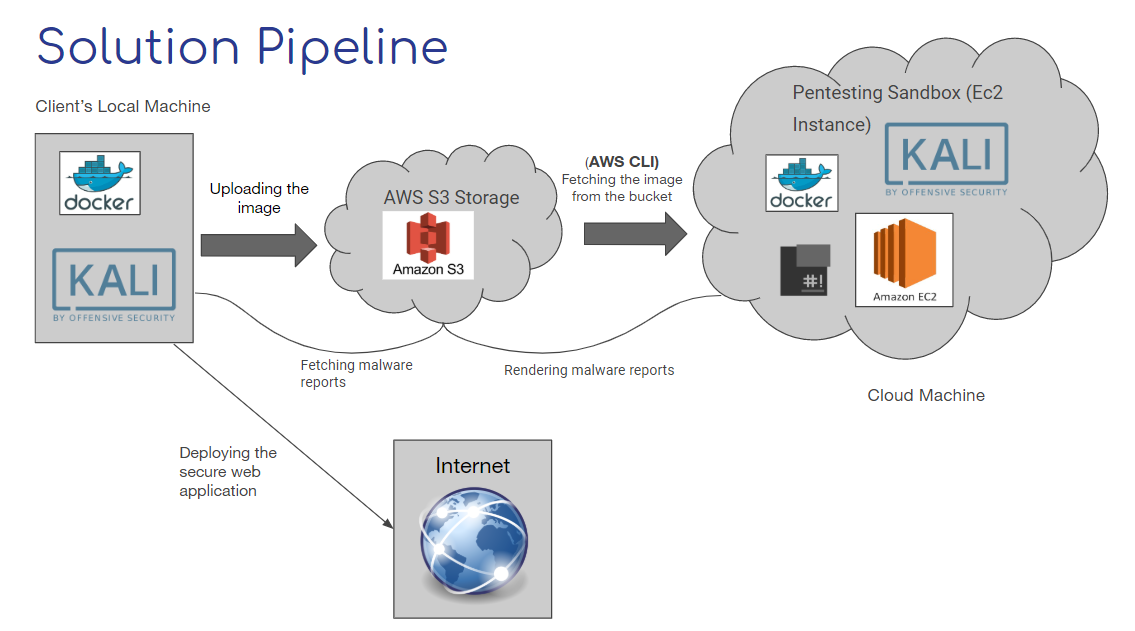 Solution Pipeline
Client's Local Machine
docker
KALI
BY OFFENSIVE SECURITY
Uploading the
image
AWS S3 Storage
Amazon S3
(AWS CLI)
Fetching the image
from the bucket
Pentesting Sandbox (Ec2
Instance)
KALI
BY OFFENSIVE SECURITY
docker
#!
Amazon EC2
Fetching malware
reports
Rendering malware reports
Cloud Machine
Deploying the
secure web
application
Internet